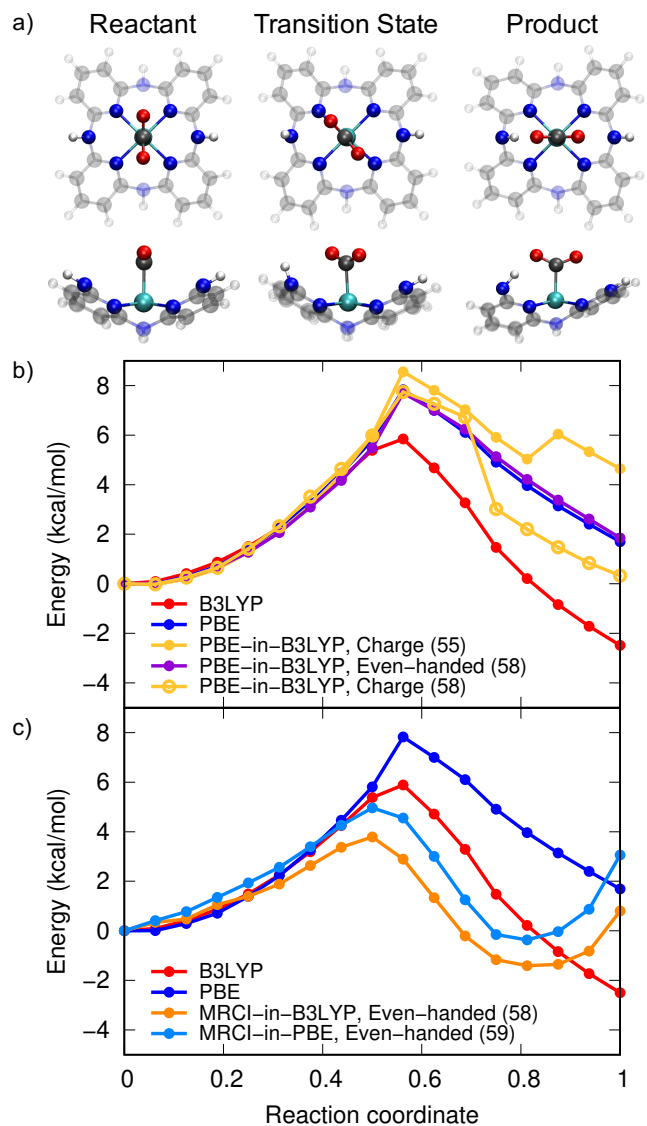 a)
Reactant Transition State Product
b)
8
6
4
2
0
−2
−4
Energy (kcal/mol)
B3LYP
PBE
PBE−in−B3LYP, Charge (55)
PBE−in−B3LYP, Even−handed (58)
PBE−in−B3LYP, Charge (58)
c)
8
6
4
2
0
−2
−4
Energy (kcal/mol)
B3LYP
PBE
MRCI−in−B3LYP, Even−handed (58)
MRCI−in−PBE, Even−handed (59)
0 0.2 0.4 0.6 0.8 1
Reaction coordinate